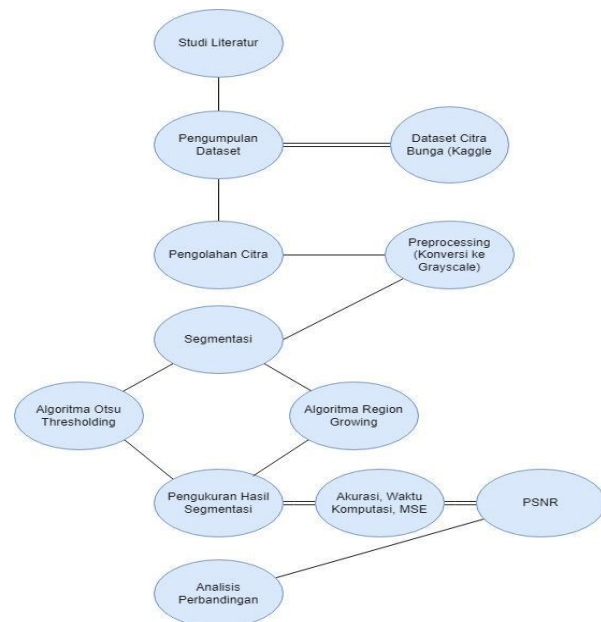 Studi Literatur
Pengumpulan
Dataset
Dataset Citra
Bunga (Kaggle
Pengolahan Citra
Preprocessing
(Konversi ke
Grayscale)
Segmentasi
Algoritma Otsu
Thresholding
Algoritma Region
Growing
Pengukuran Hasil
Segmentasi
Akurasi, Waktu
Komputasi, MSE
PSNR
Analisis
Perbandingan